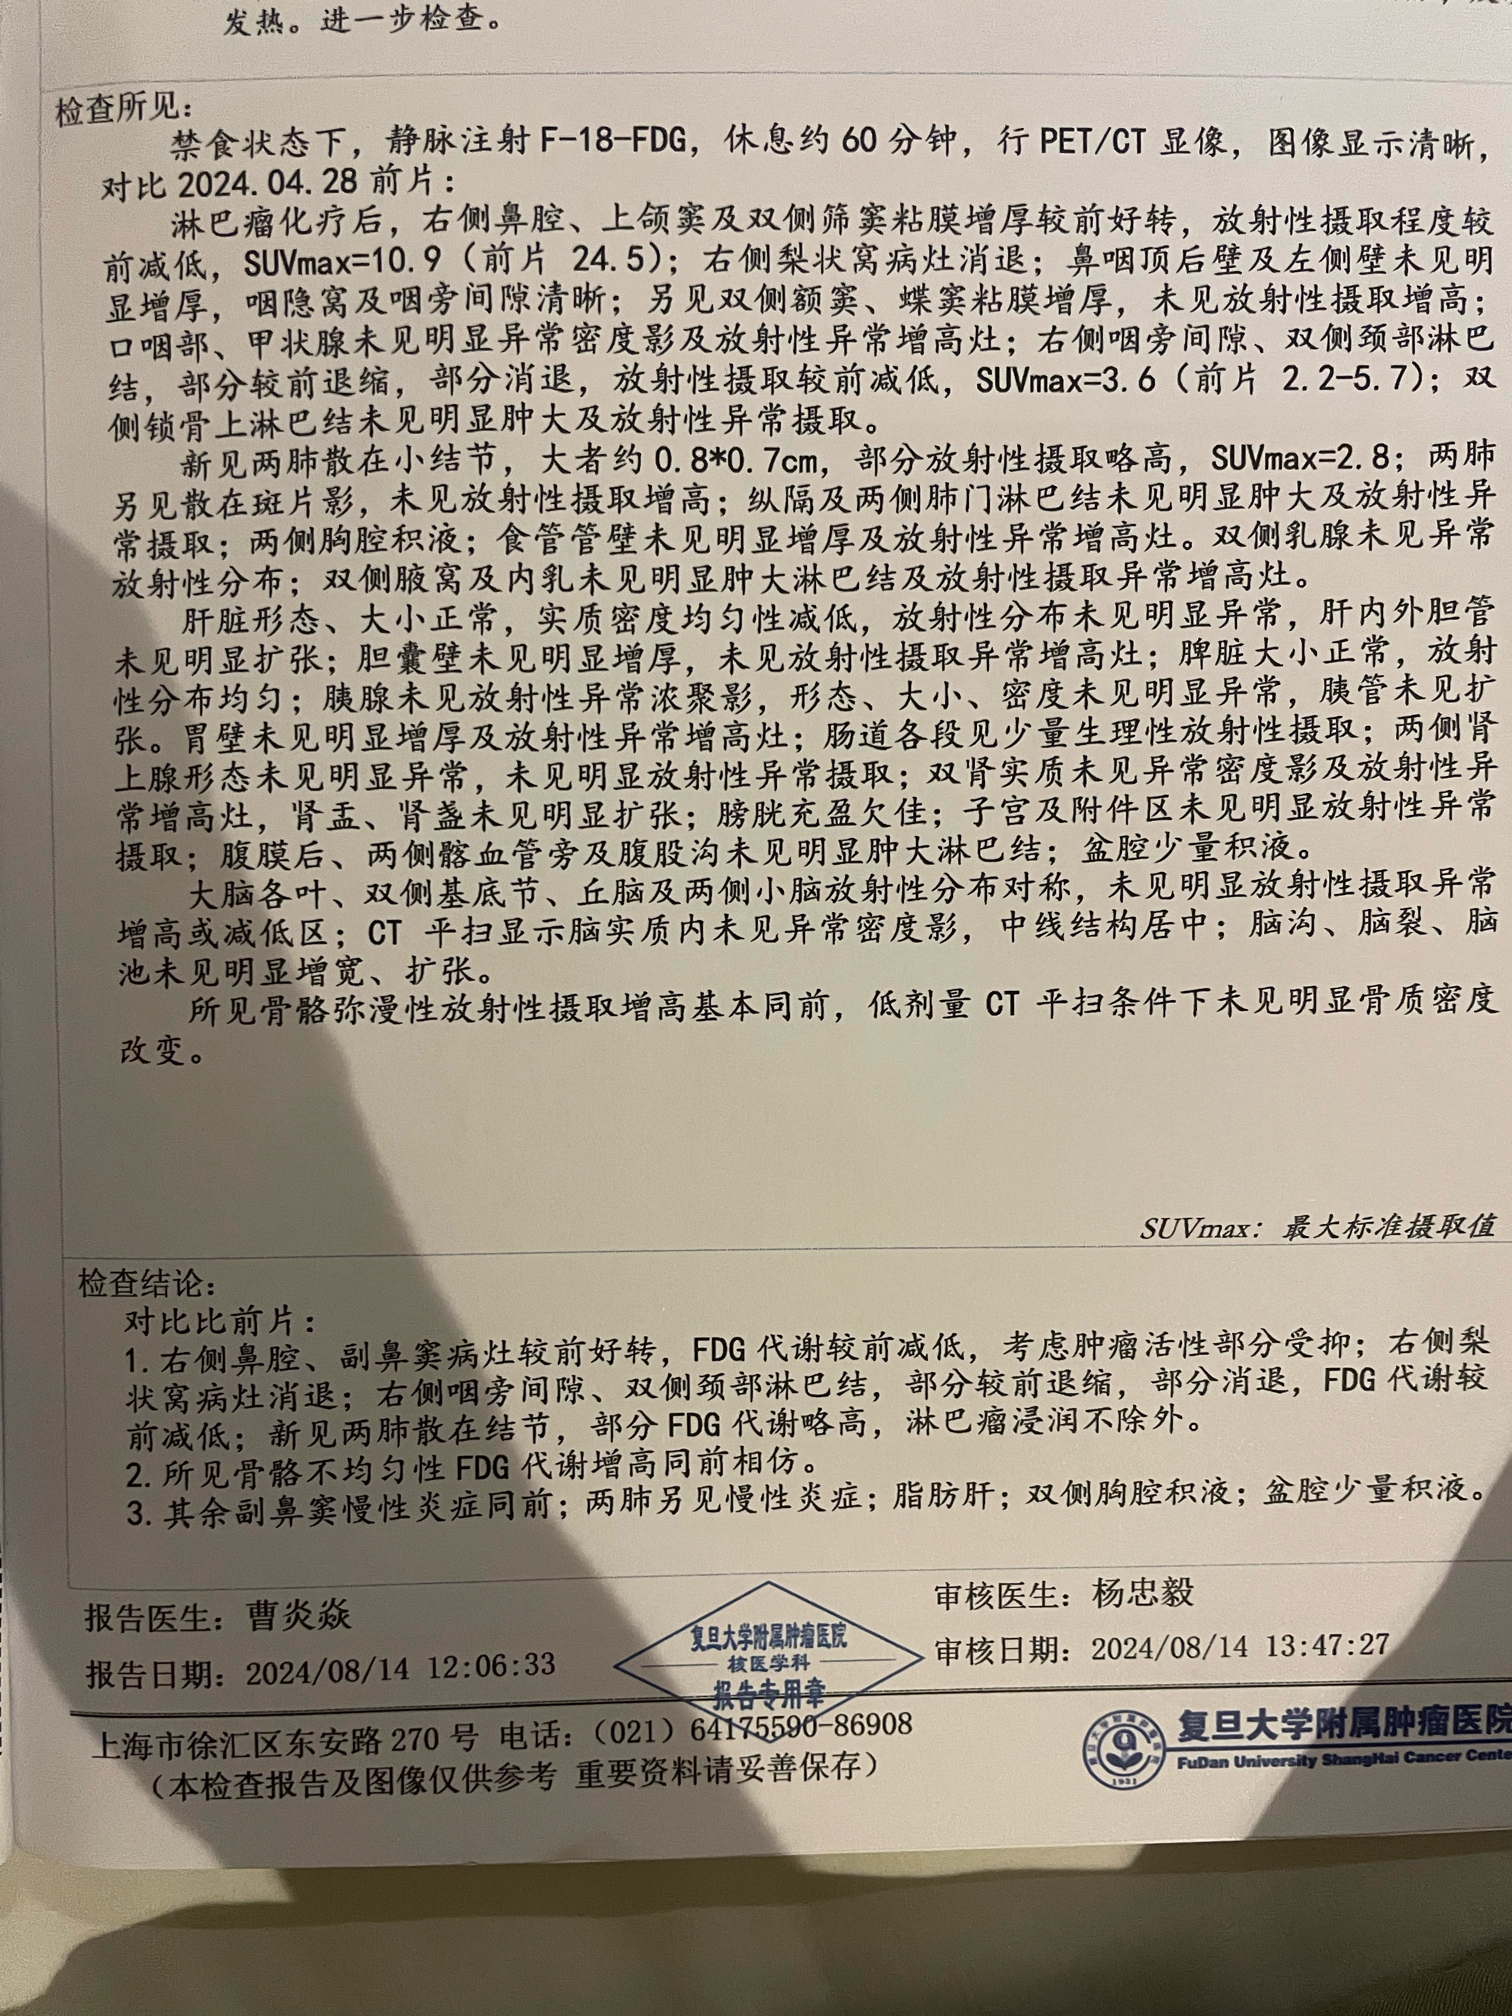 发热。进一步检查。
检查所见：
禁食状态下，静脉注射 F-18-FDG，休息约 60 分钟，行 PET/CT 显像，图像显示清晰，
对比 2024.04.28 前片：
淋巴瘤化疗后，右侧鼻腔、上颌窦及双侧筛窦粘膜增厚较前好转，放射性摄取程度较
前减低，SUVmax=10.9（前片 24.5）；右侧梨状窝病灶消退；鼻咽顶后壁及左侧壁未见明
显增厚，咽隐窝及咽旁间隙清晰；另见双侧额窦、蝶窦粘膜增厚，未见放射性摄取增高；
口咽部、甲状腺未见明显异常密度影及放射性异常增高灶；右侧咽旁间隙、双侧颈部淋巴
结，部分较前退缩，部分消退，放射性摄取较前减低，SUVmax=3.6（前片 2.2-5.7）；双
侧锁骨上淋巴结未见明显肿大及放射性异常摄取。
新见两肺散在小结节，大者约 0.8*0.7cm，部分放射性摄取略高，SUVmax=2.8；两肺
另见散在斑片影，未见放射性摄取增高；纵隔及两侧肺门淋巴结未见明显肿大及放射性异
常摄取；两侧胸腔积液；食管管壁未见明显增厚及放射性异常增高灶。双侧乳腺未见异常
放射性分布；双侧腋窝及内乳未见明显肿大淋巴结及放射性摄取异常增高灶。
肝脏形态、大小正常，实质密度均匀性减低，放射性分布未见明显异常，肝内外胆管
未见明显扩张；胆囊壁未见明显增厚，未见放射性摄取异常增高灶；脾脏大小正常，放射
性分布均匀；胰腺未见放射性异常浓聚影，形态、大小、密度未见明显异常，胰管未见扩
张。胃壁未见明显增厚及放射性异常增高灶；肠道各段见少量生理性放射性摄取；两侧肾
上腺形态未见明显异常，未见明显放射性异常摄取；双肾实质未见异常密度影及放射性异
常增高灶，肾盂、肾盏未见明显扩张；膀胱充盈欠佳；子宫及附件区未见明显放射性异常
摄取；腹膜后、两侧髂血管旁及腹股沟未见明显肿大淋巴结；盆腔少量积液。
大脑各叶、双侧基底节、丘脑及两侧小脑放射性分布对称，未见明显放射性摄取异常
增高或减低区；CT 平扫显示脑实质内未见异常密度影，中线结构居中；脑沟、脑裂、脑
池未见明显增宽、扩张。
所见骨骼弥漫性放射性摄取增高基本同前，低剂量 CT 平扫条件下未见明显骨质密度
改变。
SUVmax：最大标准摄取值
检查结论：
对比比前片：
1.右侧鼻腔、副鼻窦病灶较前好转，FDG 代谢较前减低，考虑肿瘤活性部分受抑；右侧梨
状窝病灶消退；右侧咽旁间隙、双侧颈部淋巴结，部分较前退缩，部分消退，FDG 代谢较
前减低；新见两肺散在结节，部分 FDG 代谢略高，淋巴瘤浸润不除外。
2.所见骨骼不均匀性 FDG 代谢增高同前相仿。
3.其余副鼻窦慢性炎症同前；两肺另见慢性炎症；脂肪肝；双侧胸腔积液；盆腔少量积液。
报告医生：曹炎焱
审核医生：杨忠毅
报告日期：2024/08/14 12:06:33
审核日期：2024/08/14 13:47:27
复旦大学附属肿瘤医院
核医学科
报告专用章
上海市徐汇区东安路 270 号 电话：（021）64175590-86908
（本检查报告及图像仅供参考 重要资料请妥善保存）
复旦大学附属肿瘤医院
FuDan University ShangHai Cancer Cente
1931